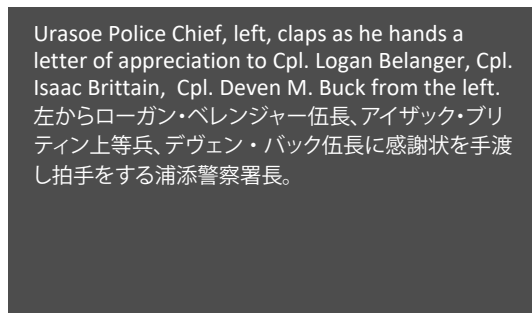 Urasoe Police Chief, left, claps as he hands a
letter of appreciation to Cpl. Logan Belanger, Cpl.
Isaac Brittain,  Cpl. Deven M. Buck from the left.
左からローガン・ベレンジャー伍長、アイザック・ブリ
ティン上等兵、デヴェン・バック伍長に感謝状を手渡
し拍手をする浦添警察署長。